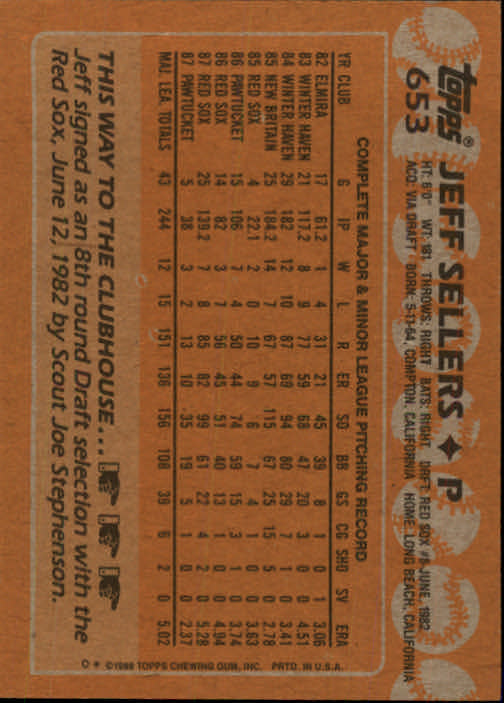 topps® JEFF SELLERS ✦ P
653
HT: 6'0" WT: 181 THROWS: RIGHT BATS: RIGHT DRFT: RED SOX #8-JUNE, 1982
ACQ: VIA DRAFT BORN: 5-11-64, COMPTON, CALIFORNIA HOME: LONG BEACH, CALIFORNIA
COMPLETE MAJOR & MINOR LEAGUE PITCHING RECORD
YR CLUB G IP W L R ER SO BB GS CG SHO SV ERA
82 ELMIRA 17 61.2 1 4 31 21 45 39 8 1 0 1 3.06
83 WINTER HAVEN 21 117.2 8 9 77 59 68 47 20 3 0 0 4.51
84 WINTER HAVEN 29 182 12 10 87 69 94 80 29 7 1 0 3.41
85 NEW BRITAIN 25 184.2 14 7 67 57 115 67 25 15 5 0 2.78
85 RED SOX 4 22.1 2 0 10 9 6 7 4 1 0 0 3.63
86 PAWTUCKET 15 106 7 4 50 44 74 59 15 3 1 0 3.74
86 RED SOX 14 82 3 7 56 45 51 40 13 1 0 0 4.94
87 RED SOX 25 139.2 7 8 85 82 99 61 22 4 2 0 5.28
87 PAWTUCKET 5 38 3 2 13 10 35 19 5 1 0 0 2.37
MAJ. LEA. TOTALS 43 244 12 15 151 136 156 108 39 6 2 0 5.02
THIS WAY TO THE CLUBHOUSE...
Jeff signed as an 8th round Draft selection with the
Red Sox, June 12, 1982 by Scout Joe Stephenson.
©1988 TOPPS CHEWING GUM, INC. PRTD. IN U.S.A.